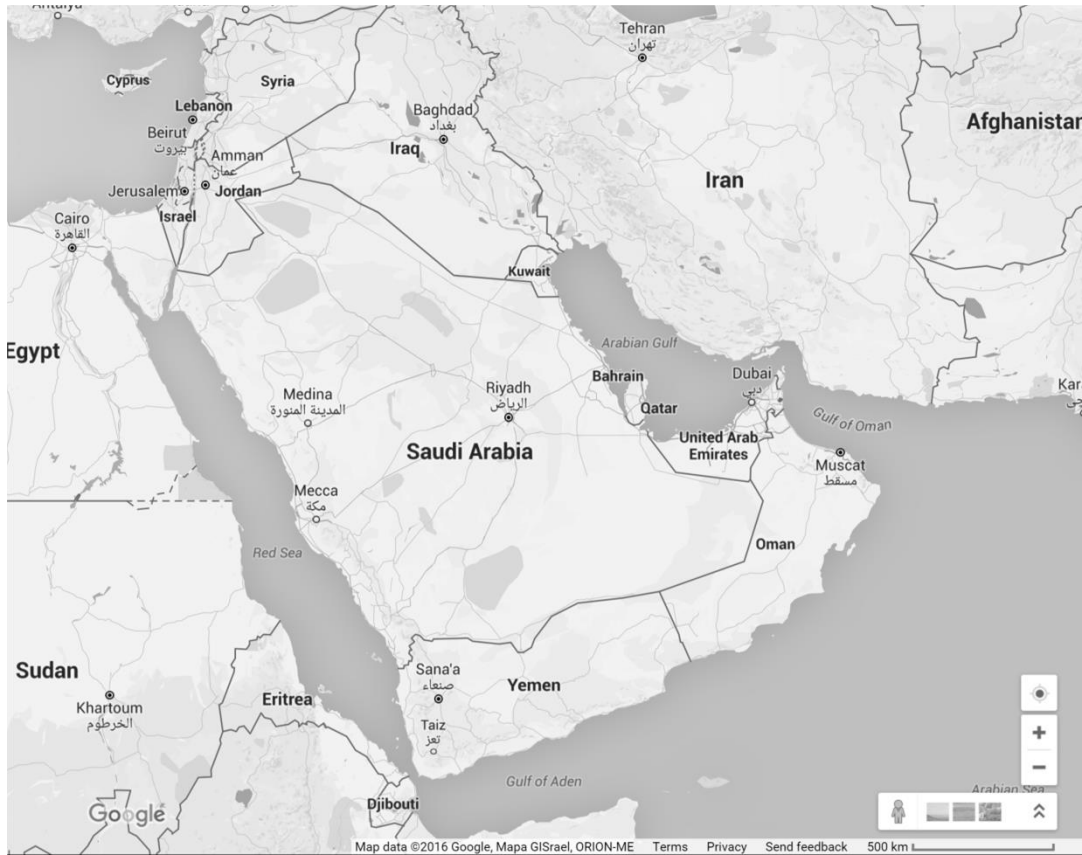 Antalya
Tehran
تهران
Cyprus
Syria
Lebanon
Beirut
بيروت
Baghdad
بغداد
Iraq
Afghanistan
Amman
عمان
Jordan
Jerusalem
Israel
Iran
Cairo
القاهرة
Kuwait
Egypt
Arabian Gulf
Bahrain
Dubai
دبي
Medina
المدينة المنورة
Riyadh
الرياض
Qatar
Kar
Gulf of Oman
United Arab
Emirates
Saudi Arabia
Muscat
مسقط
Mecca
مكة
Red Sea
Oman
Sudan
Sana'a
صنعاء
Yemen
Eritrea
Khartoum
الخرطوم
Taiz
تعز
Gulf of Aden
Arabian Sea
Djibouti
Google
Map data ©2016 Google, Mapa GISrael, ORION-ME Terms Privacy Send feedback 500 km